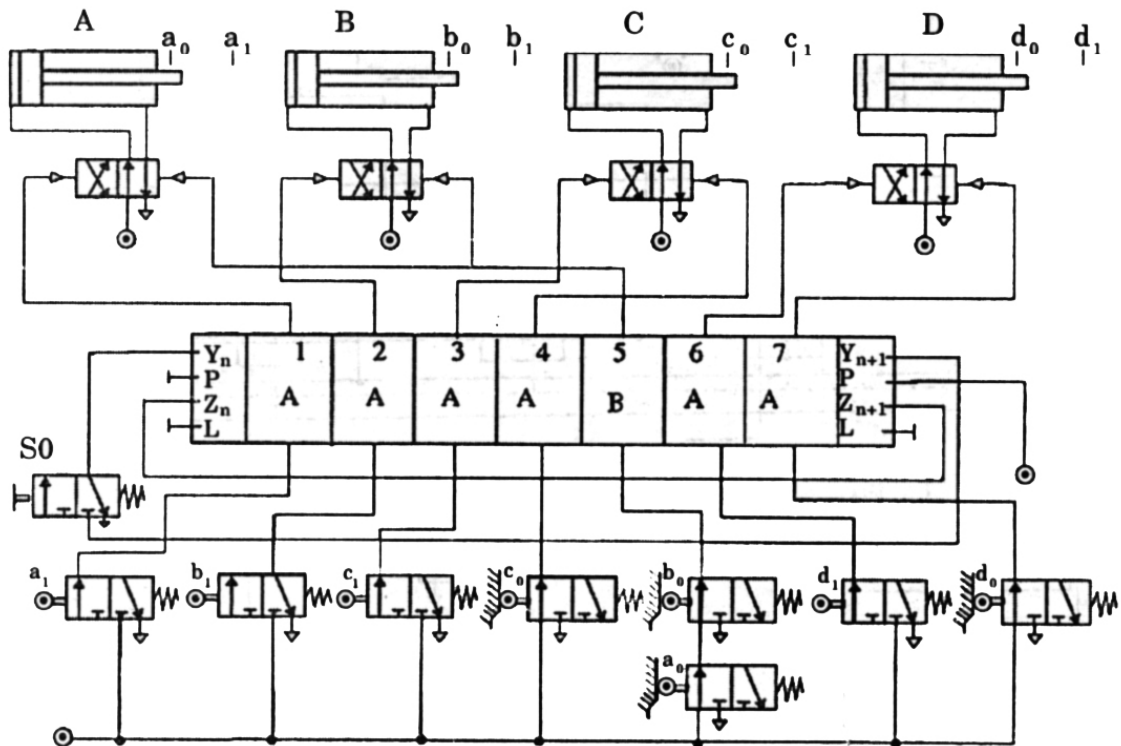 A B C D
a₀ a₁ b₀ b₁ c₀ c₁ d₀ d₁
Yₙ 1 2 3 4 5 6 7 Yₙ₊₁
P P
A A A A B A A
Zₙ Zₙ₊₁
L L
S0
a₁ b₁ c₁ c₀ b₀ d₁ d₀
a₀